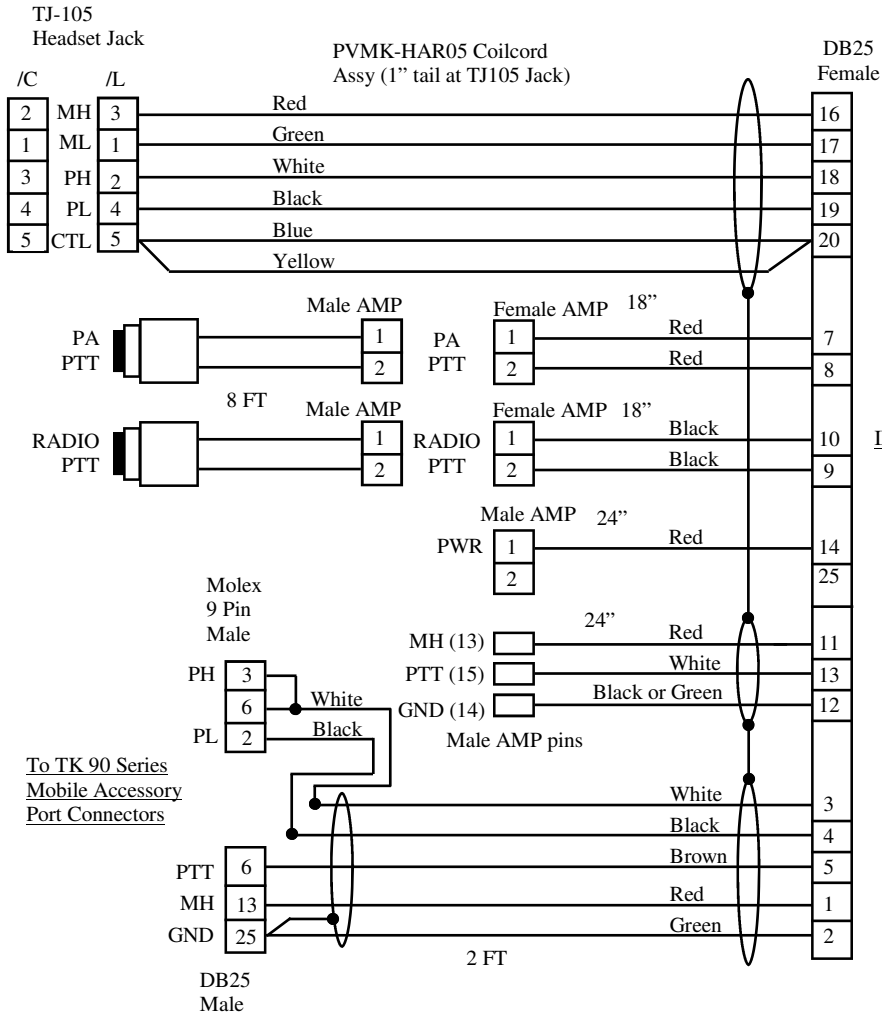 TJ-105
Headset Jack
PVMK-HAR05 Coilcord
Assy (1” tail at TJ105 Jack)
DB25
Female
/C /L
2 MH 3 Red 16
1 ML 1 Green 17
3 PH 2 White 18
4 PL 4 Black 19
5 CTL 5 Blue 20
Yellow
Male AMP Female AMP 18”
PA
PTT
1
2
PA
PTT
1 Red 7
2 Red 8
8 FT
Male AMP Female AMP 18”
RADIO
PTT
1
2
RADIO
PTT
1 Black 10
2 Black 9
Male AMP 24”
PWR 1 Red 14
2 25
Molex
9 Pin
Male
24”
MH (13) Red 11
PTT (15) White 13
GND (14) Black or Green 12
Male AMP pins
PH 3
6 White
PL 2 Black
To TK 90 Series
Mobile Accessory
Port Connectors
White 3
Black 4
PTT 6 Brown 5
MH 13 Red 1
GND 25 Green 2
2 FT
DB25
Male